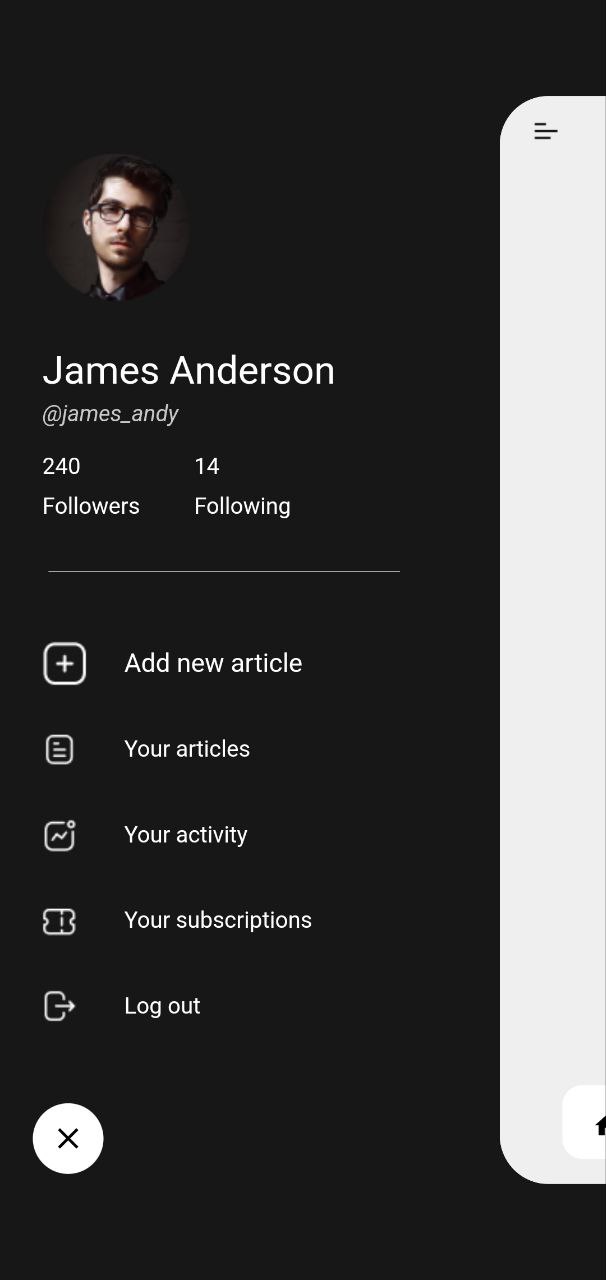 James Anderson
@james_andy
240 14
Followers Following
Add new article
Your articles
Your activity
Your subscriptions
Log out